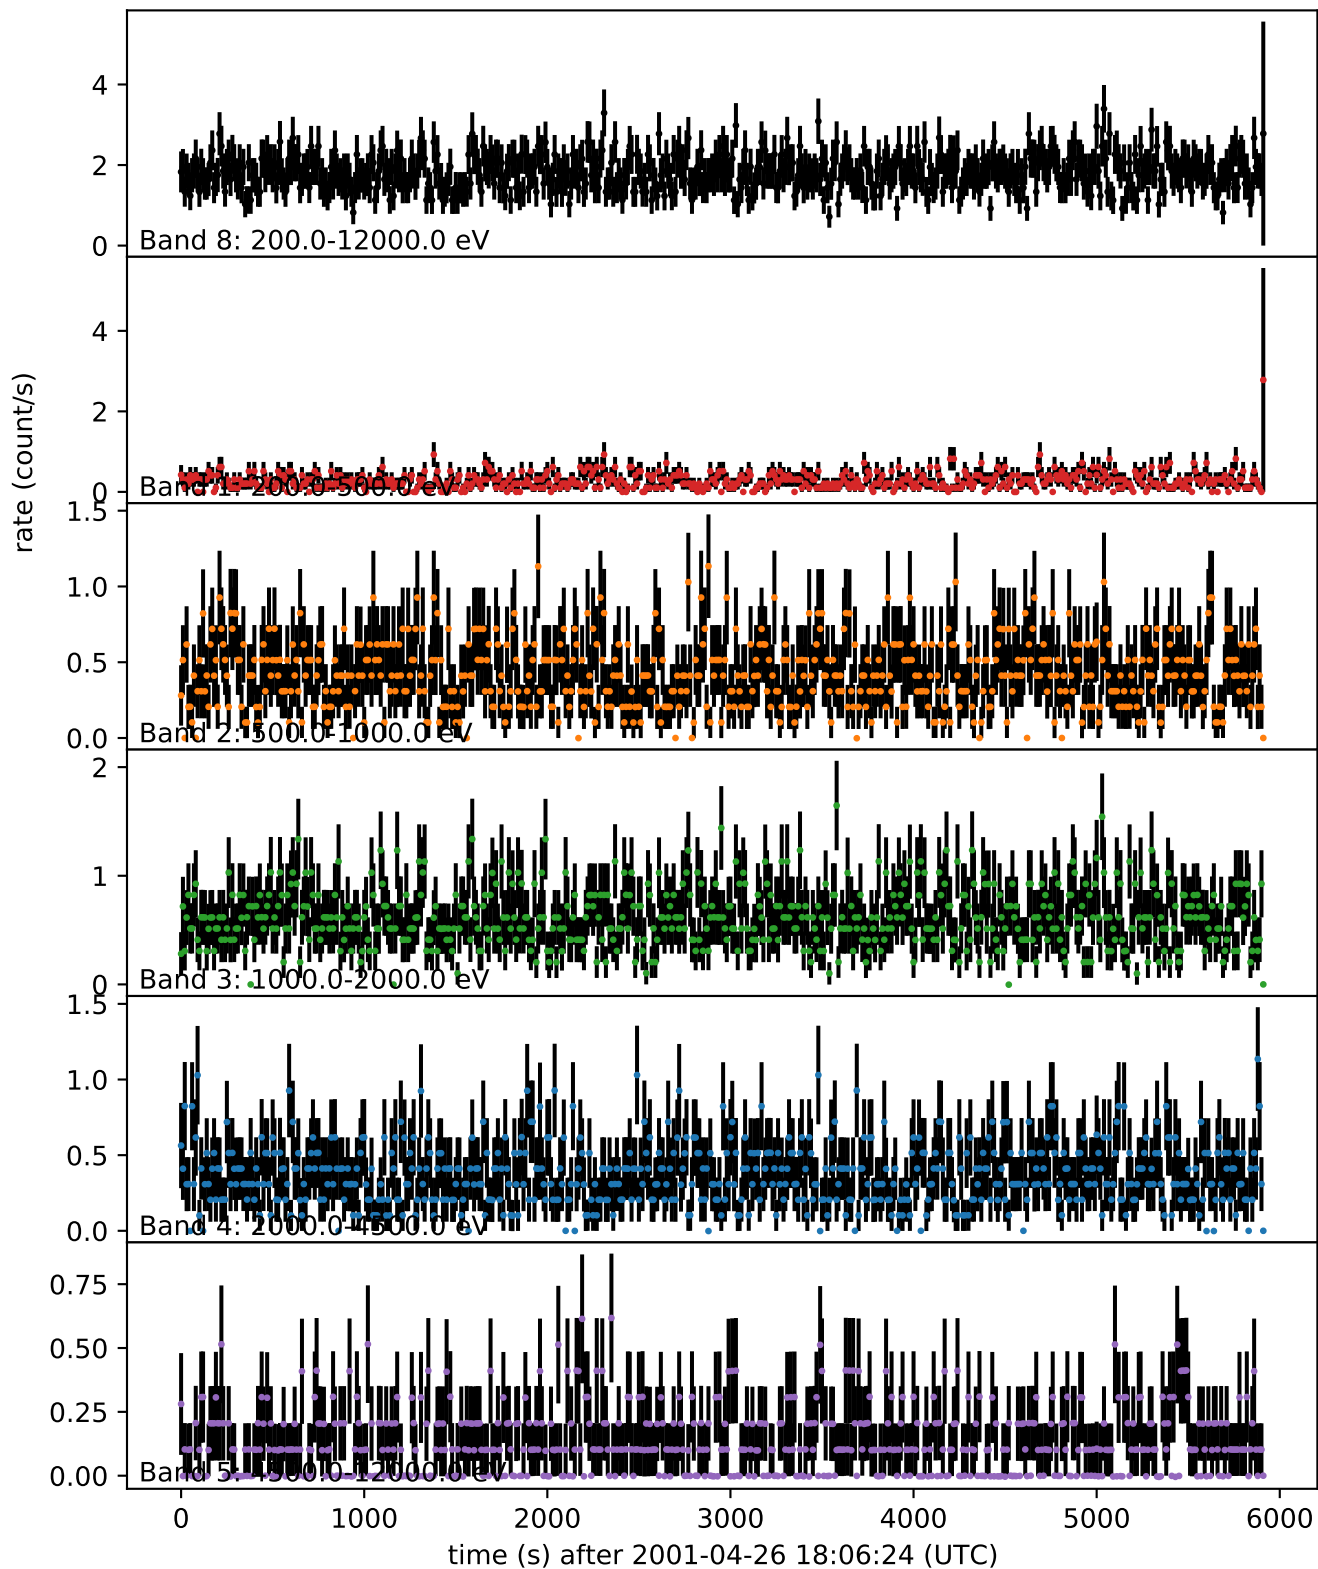 rate (count/s)
4
2
0
Band 8: 200.0-12000.0 eV
4
2
0
Band 1: 200.0-500.0 eV
1.5
1.0
0.5
0.0
Band 2: 500.0-1000.0 eV
2
1
0
Band 3: 1000.0-2000.0 eV
1.5
1.0
0.5
0.0
Band 4: 2000.0-4500.0 eV
0.75
0.50
0.25
0.00
Band 5: 4500.0-12000.0 eV
0 1000 2000 3000 4000 5000 6000
time (s) after 2001-04-26 18:06:24 (UTC)